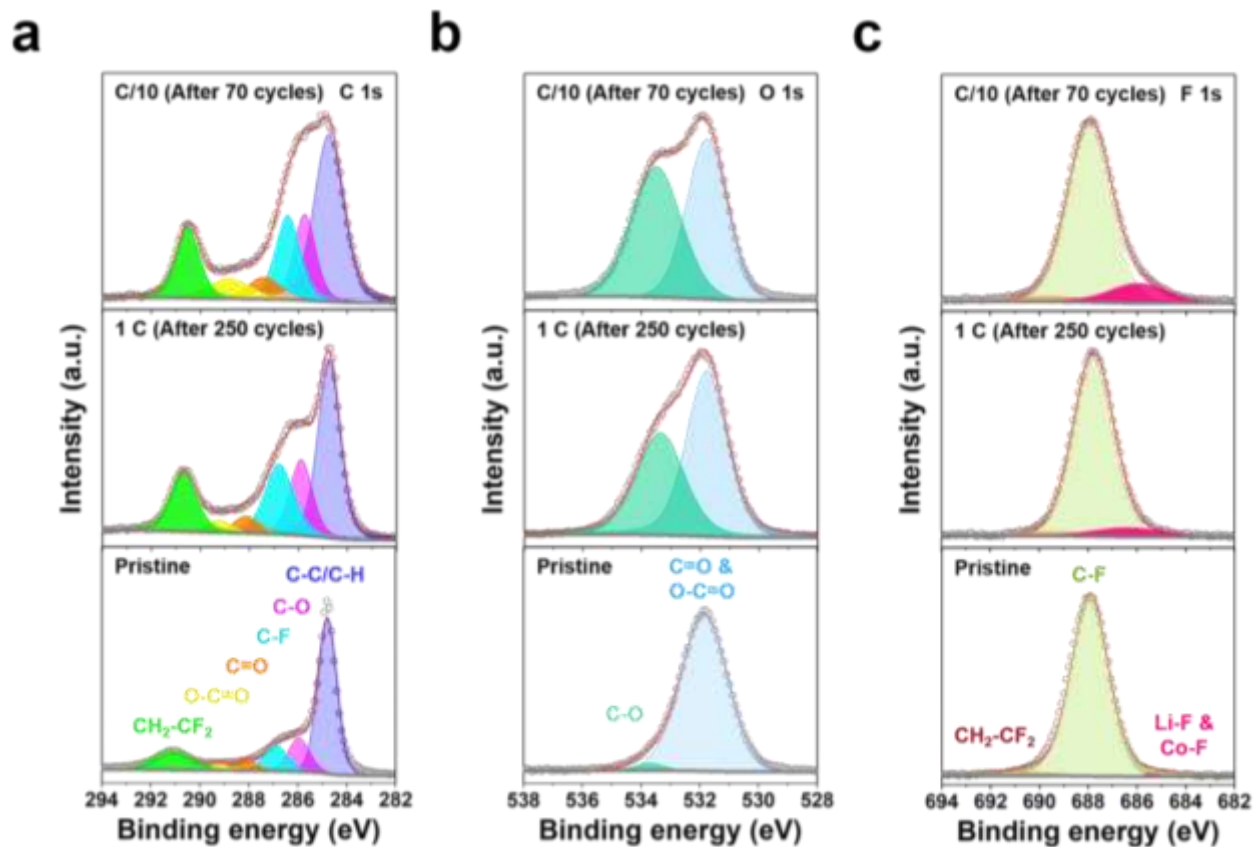 a
C/10 (After 70 cycles) C 1s
1 C (After 250 cycles)
Pristine
C-C/C-H
C-O
C-F
C=O
O-C=O
CH₂-CF₂
294 292 290 288 286 284 282
Binding energy (eV)
Intensity (a.u.)
b
C/10 (After 70 cycles) O 1s
1 C (After 250 cycles)
Pristine
C=O &
O-C=O
C-O
538 536 534 532 530 528
Binding energy (eV)
Intensity (a.u.)
c
C/10 (After 70 cycles) F 1s
1 C (After 250 cycles)
Pristine
C-F
CH₂-CF₂
Li-F &
Co-F
694 692 690 688 686 684 682
Binding energy (eV)
Intensity (a.u.)